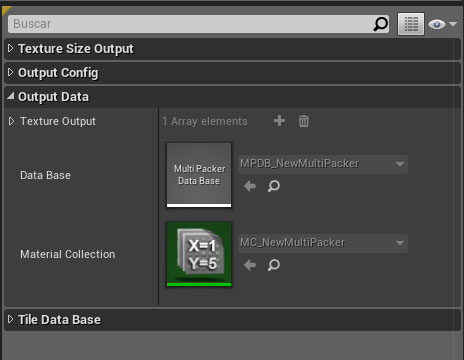 Buscar
Texture Size Output
Output Config
Output Data
Texture Output
1 Array elements
Data Base
Multi Packer
Data Base
MPDB_NewMultiPacker
Material Collection
X=1
Y=5
MC_NewMultiPacker
Tile Data Base